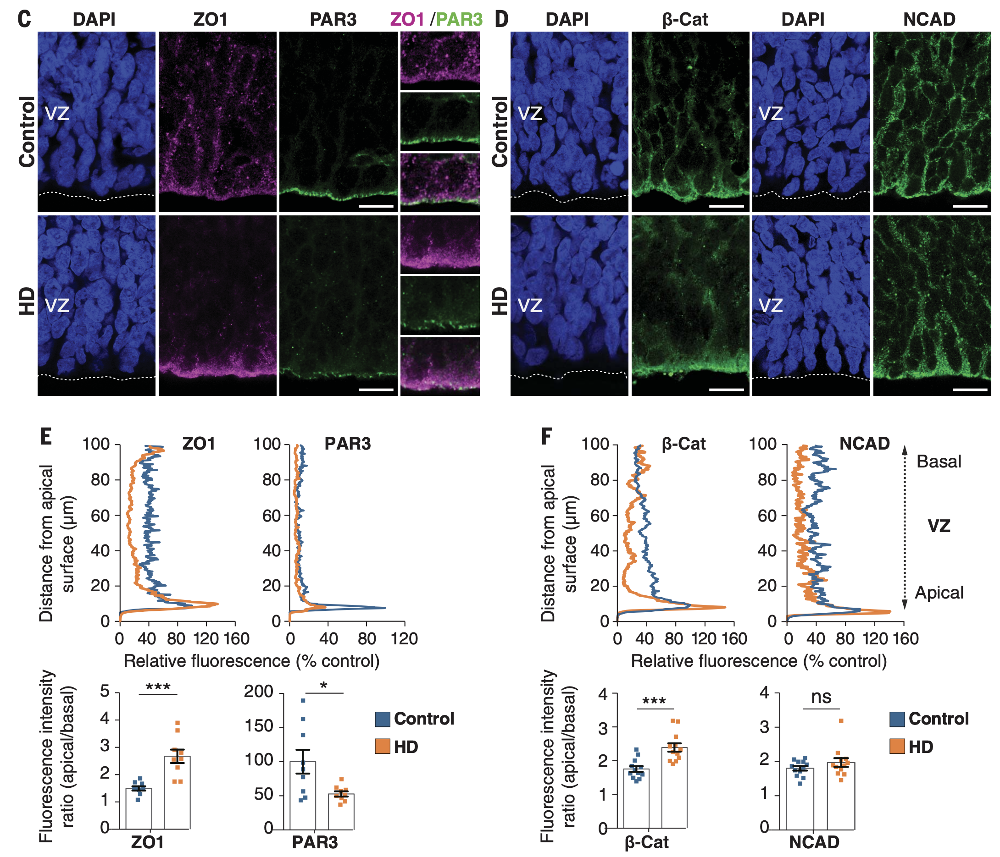 C
DAPI ZO1 PAR3 ZO1 /PAR3
Control
VZ
HD
VZ
D
DAPI β-Cat DAPI NCAD
Control
VZ VZ
HD
VZ VZ
E
Distance from apical
surface (µm)
ZO1
100
80
60
40
20
0
0 40 80 120 160
PAR3
100
80
60
40
20
0
0 40 80 120
Relative fluorescence (% control)
Fluorescence intensity
ratio (apical/basal)
5
4
3
2
1
0
***
ZO1
200
150
100
50
0
*
PAR3
Control
HD
F
Distance from apical
surface (µm)
β-Cat
100
80
60
40
20
0
0 40 80 120 160
NCAD
100
80
60
40
20
0
0 40 80 120 160
Basal
VZ
Apical
Relative fluorescence (% control)
Fluorescence intensity
ratio (apical/basal)
4
3
2
1
0
***
β-Cat
4
3
2
1
0
ns
NCAD
Control
HD